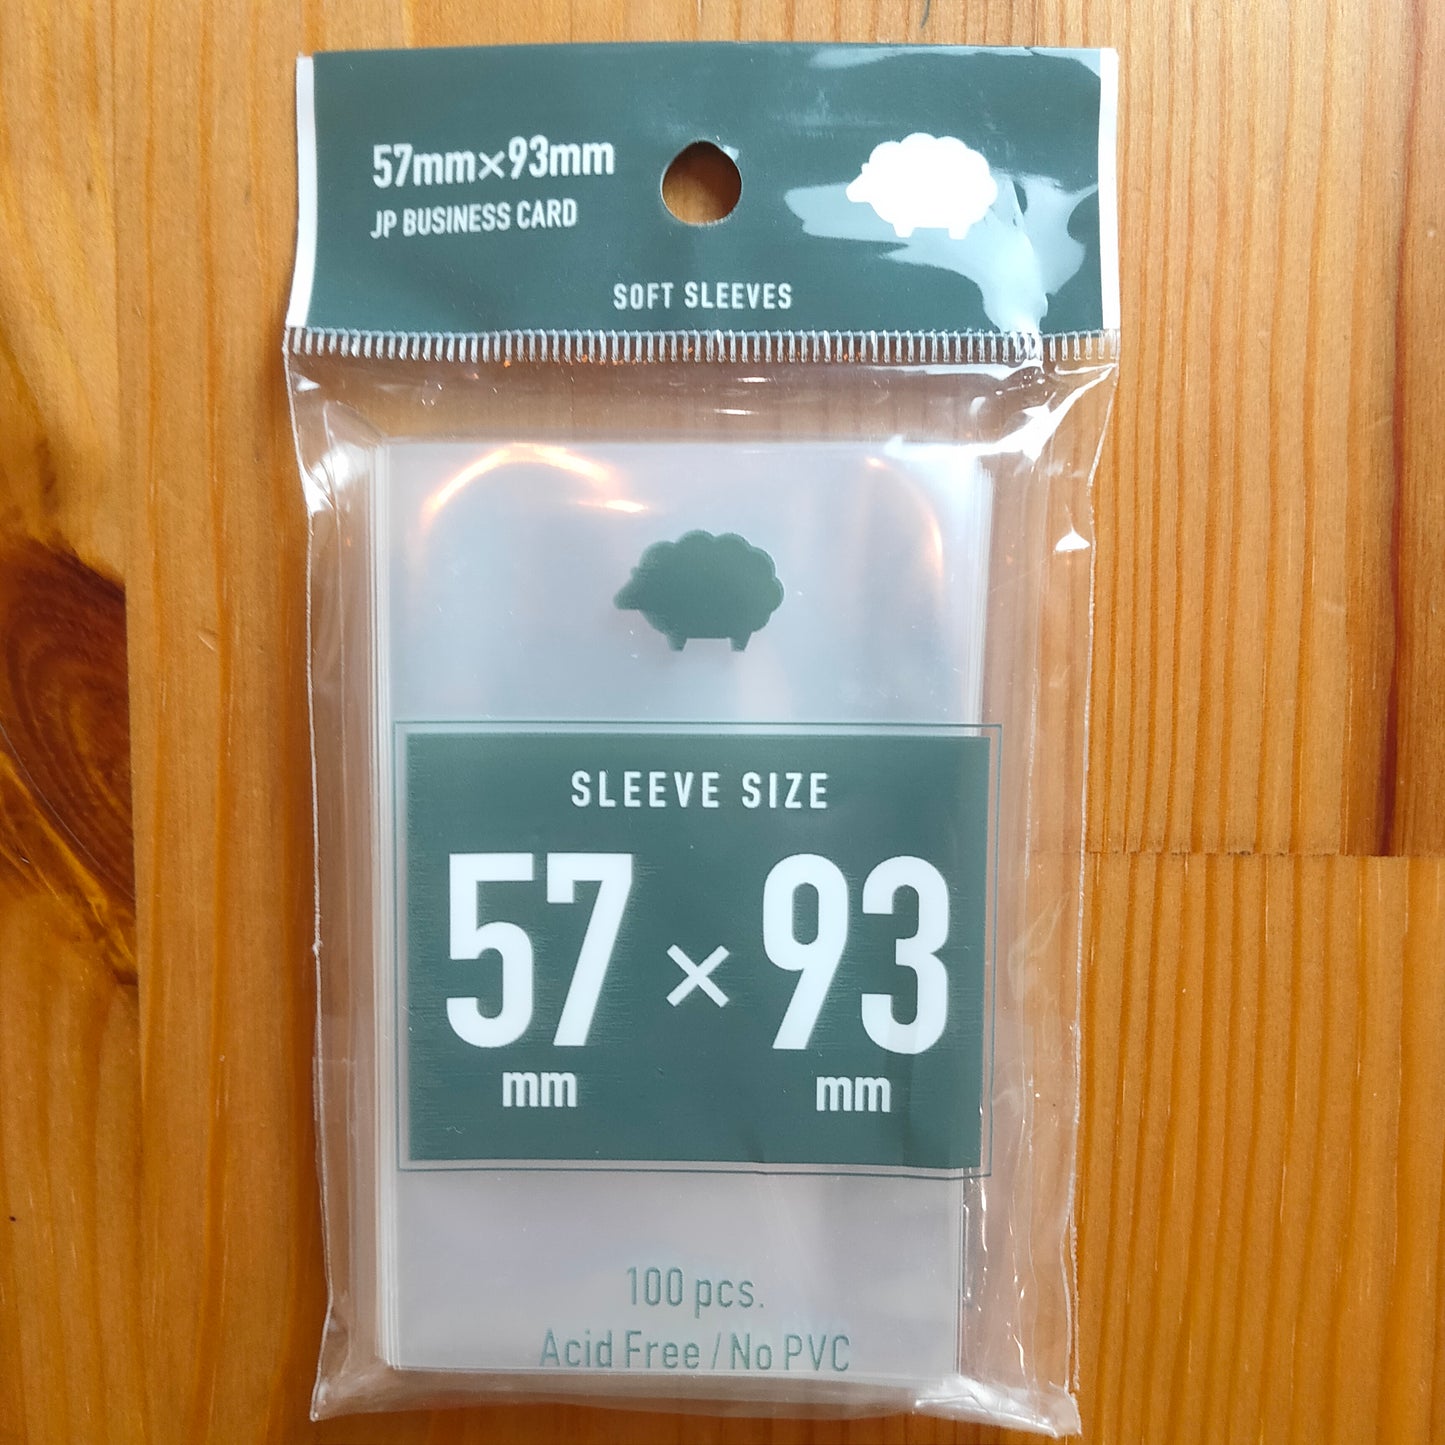 57mm×93mm
JP BUSINESS CARD
SOFT SLEEVES
SLEEVE SIZE
57 × 93
mm mm
100 pcs.
Acid Free / No PVC